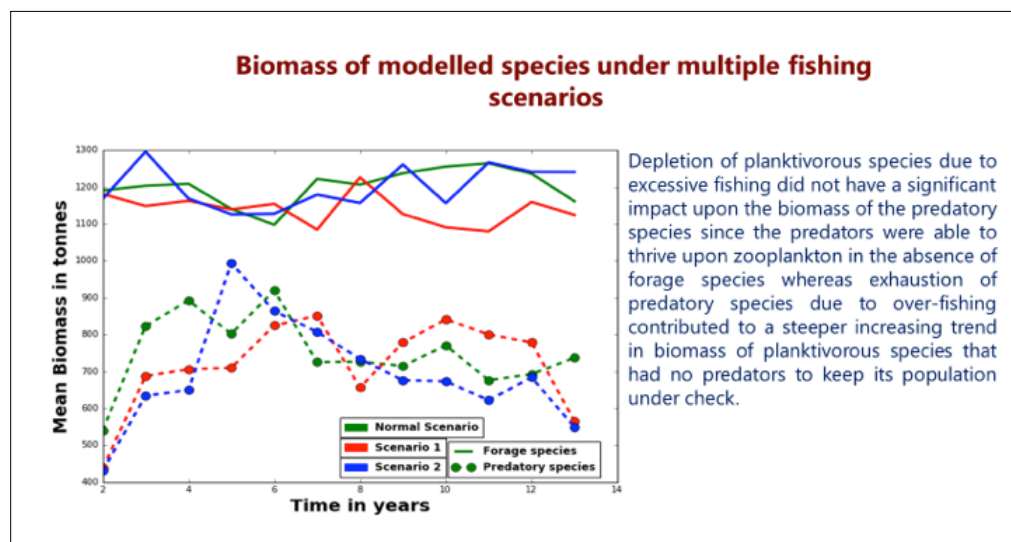 Biomass of modelled species under multiple fishing
scenarios
1300
1200
1100
1000
900
800
700
600
500
400
2
4
6
8
10
12
14
Mean Biomass in tonnes
Time in years
Normal Scenario
Scenario 1
Scenario 2
Forage species
Predatory species
Depletion of planktivorous species due to
excessive fishing did not have a significant
impact upon the biomass of the predatory
species since the predators were able to
thrive upon zooplankton in the absence of
forage species whereas exhaustion of
predatory species due to over-fishing
contributed to a steeper increasing trend
in biomass of planktivorous species that
had no predators to keep its population
under check.